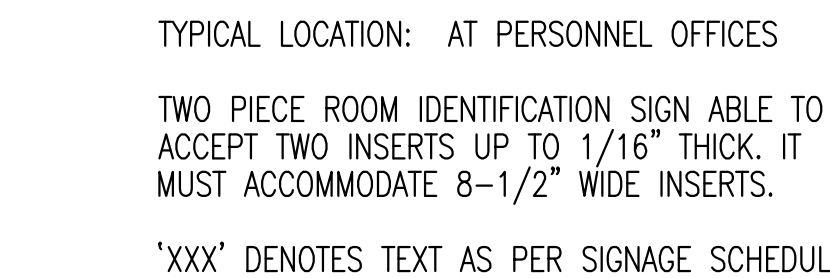 TYPICAL LOCATION: AT PERSONNEL OFFICES
TWO PIECE ROOM IDENTIFICATION SIGN ABLE TO
ACCEPT TWO INSERTS UP TO 1/16" THICK. IT
MUST ACCOMMODATE 8-1/2" WIDE INSERTS.
'XXX' DENOTES TEXT AS PER SIGNAGE SCHEDUL